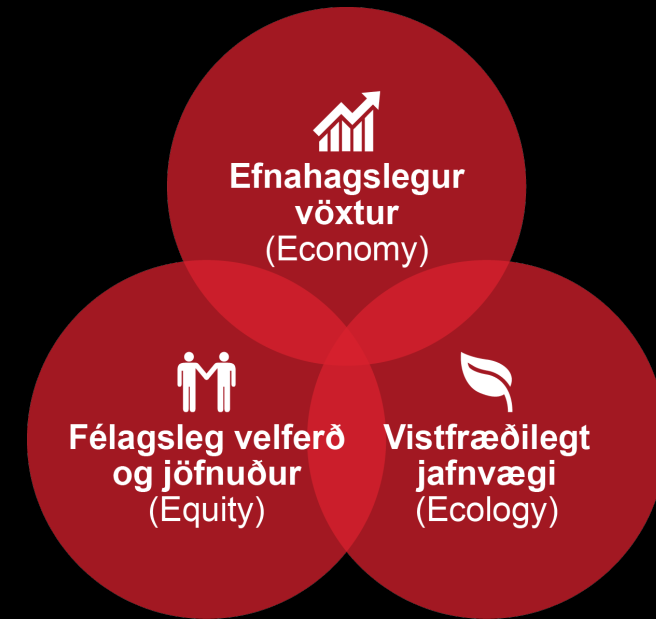 Efnahagslegur
vöxtur
(Economy)
Félagsleg velferð
og jöfnuður
(Equity)
Vistfræðilegt
jafnvægi
(Ecology)